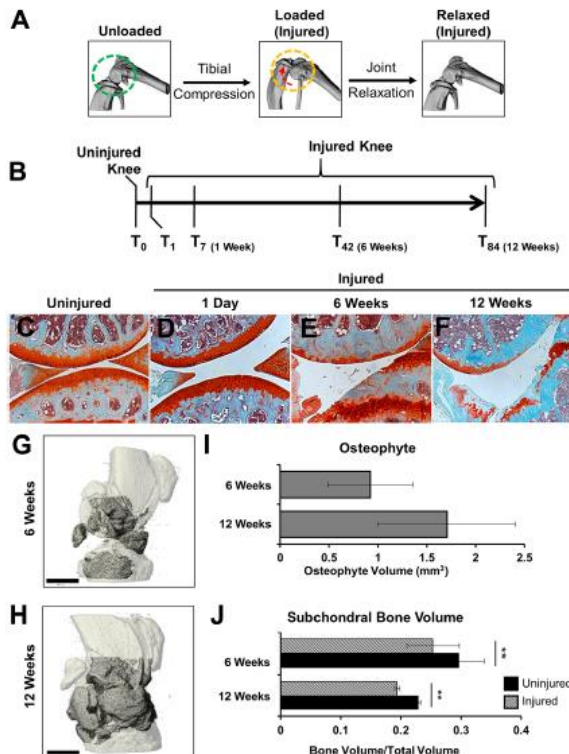 A
Unloaded
Loaded
(Injured)
Relaxed
(Injured)
Tibial
Compression
Joint
Relaxation
B
Uninjured
Knee
Injured Knee
T0
T1
T7 (1 Week)
T42 (6 Weeks)
T84 (12 Weeks)
Injured
Uninjured
1 Day
6 Weeks
12 Weeks
C
D
E
F
G
6 Weeks
I
Osteophyte
6 Weeks
12 Weeks
0 0.5 1 1.5 2 2.5
Osteophyte Volume (mm³)
H
12 Weeks
J
Subchondral Bone Volume
6 Weeks
**
12 Weeks
**
Uninjured
Injured
0 0.1 0.2 0.3 0.4
Bone Volume/Total Volume